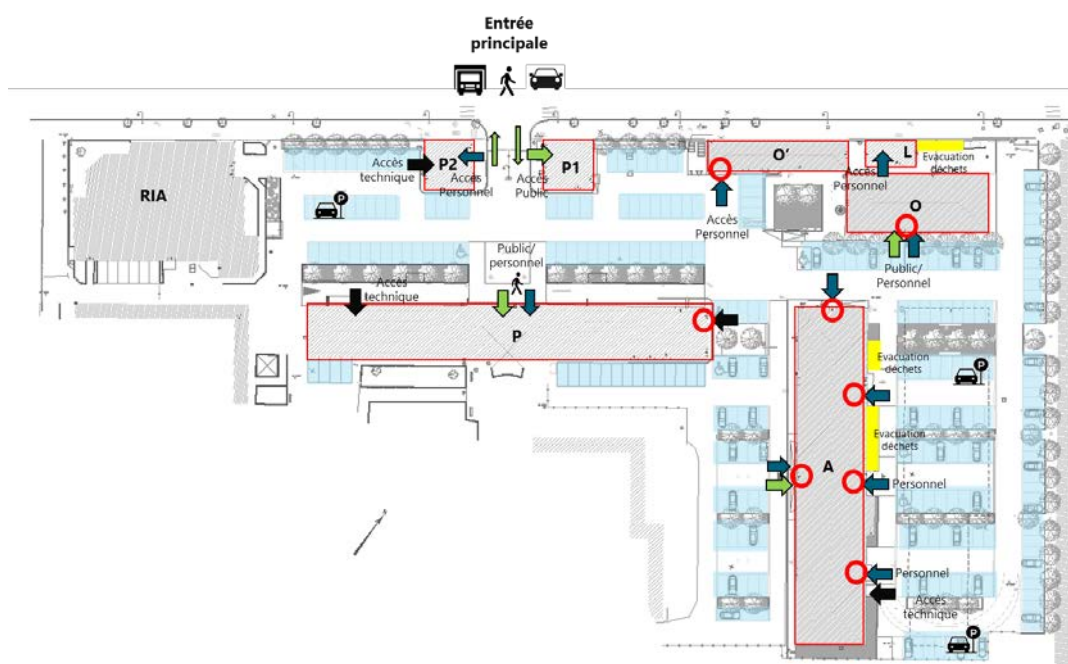 Entrée
principale
Accès
technique
P2
Accès
Personnel
Accès
Public
P1
O'
L
Evacuation
déchets
Accès
Personnel
RIA
P
O
Accès
Personnel
Public/
Personnel
Public/
personnel
Accès
technique
P
Evacuation
déchets
P
Evacuation
déchets
A
Personnel
Personnel
Accès
technique
P